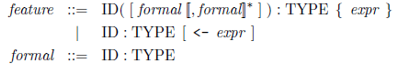 feature ::= ID( [ formal ⟦, formal⟧* ] ) : TYPE { expr }
| ID : TYPE [ <- expr ]
formal ::= ID : TYPE